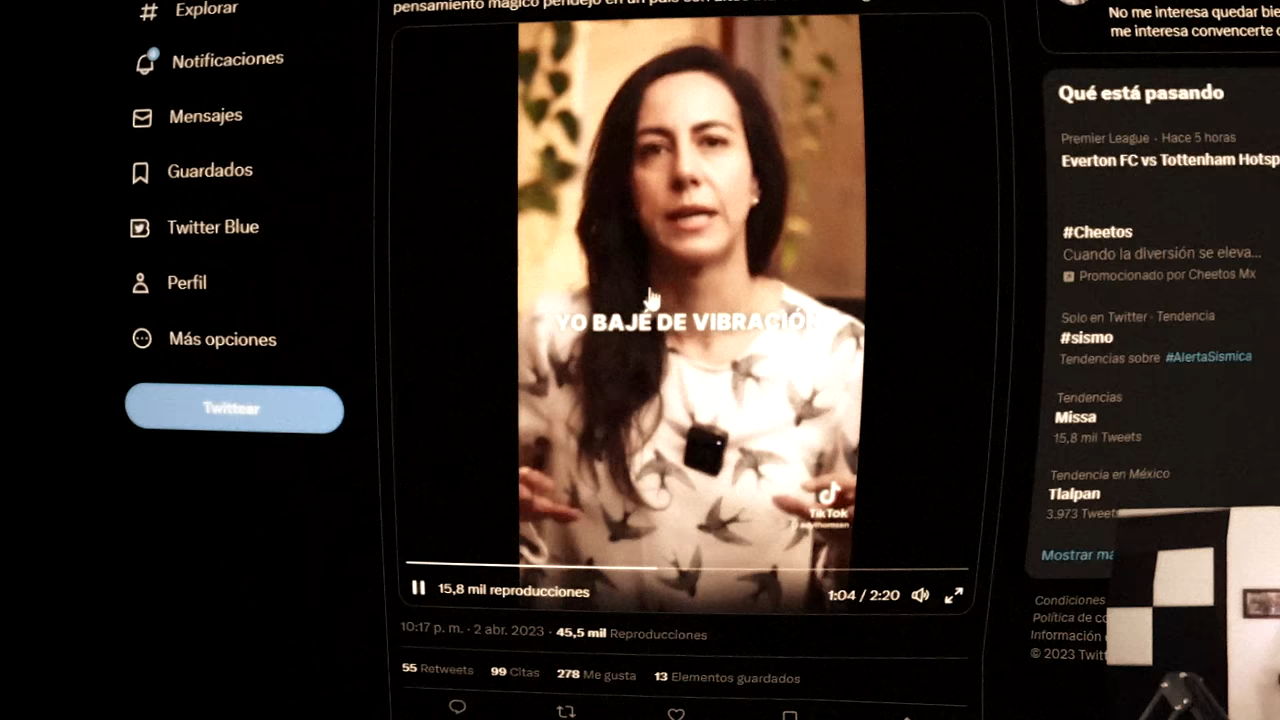 Explorar
Notificaciones
Mensajes
Guardados
Twitter Blue
Perfil
Más opciones
Twittear
pensamiento mágico pendejo en un país con
YO BAJÉ DE VIBRACIÓN
TikTok
15,8 mil reproducciones
1:04 / 2:20
10:17 p. m. · 2 abr. 2023 · 45,5 mil Reproducciones
55 Retweets 99 Citas 278 Me gusta 13 Elementos guardados
No me interesa quedar bie
me interesa convencerte
Qué está pasando
Premier League · Hace 5 horas
Everton FC vs Tottenham Hotsp
#Cheetos
Cuando la diversión se eleva...
Promocionado por Cheetos Mx
Solo en Twitter · Tendencia
#sismo
Tendencias sobre #AlertaSismica
Tendencias
Missa
15,8 mil Tweets
Tendencia en México
Tlalpan
3.973 Tweets
Mostrar má
Condiciones
Política de co
Información
© 2023 Twitt